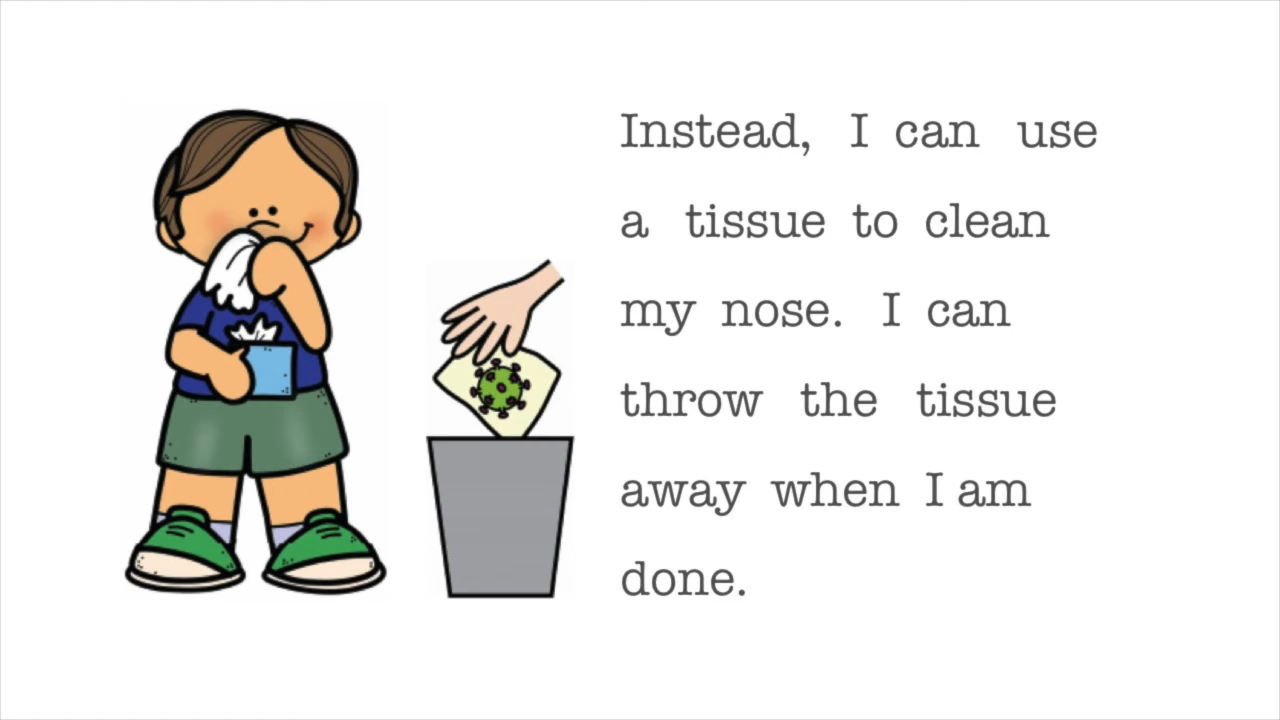 Instead, I can use
a tissue to clean
my nose. I can
throw the tissue
away when I am
done.